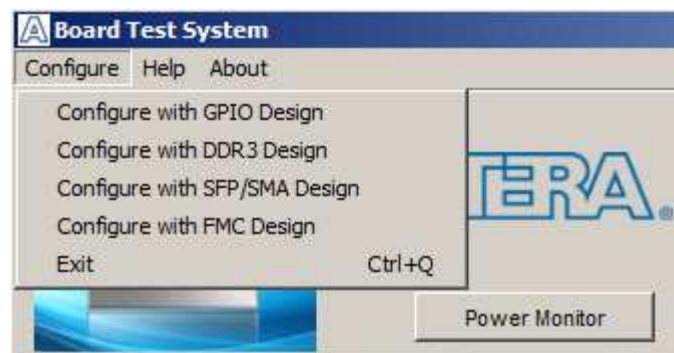 Board Test System
Configure Help About
Configure with GPIO Design
Configure with DDR3 Design
Configure with SFP/SMA Design
Configure with FMC Design
Exit Ctrl+Q
TERA®
Power Monitor